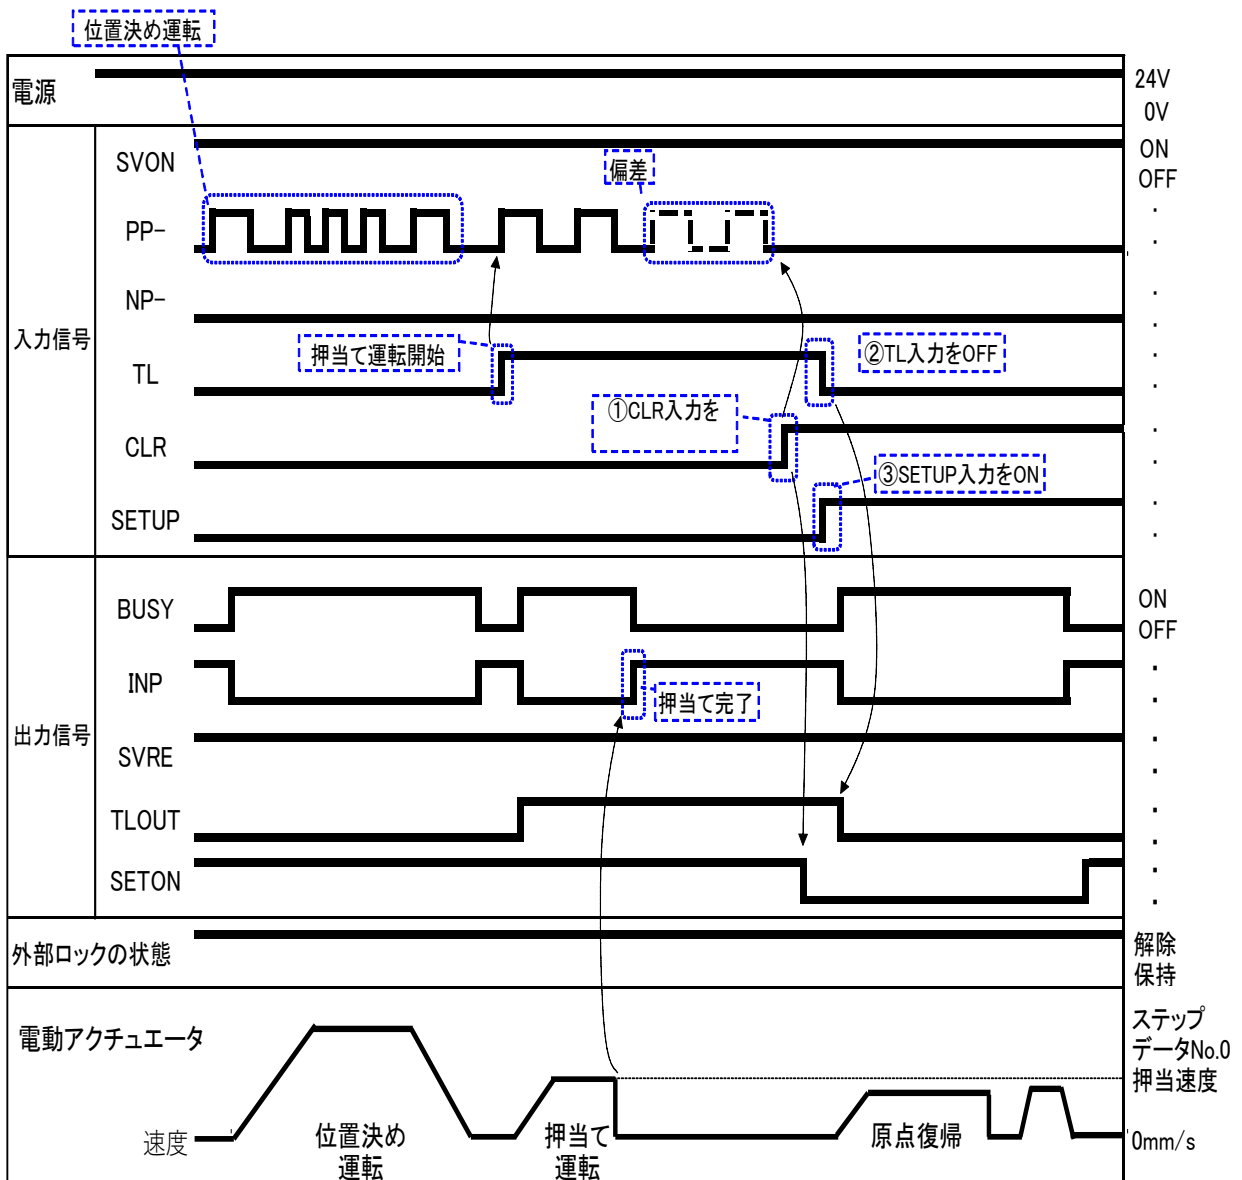 位置決め運転
電源
24V
0V
入力信号
SVON
ON
OFF
偏差
PP-
NP-
押当て運転開始
②TL入力をOFF
TL
①CLR入力を
CLR
③SETUP入力をON
SETUP
出力信号
BUSY
ON
OFF
INP
押当て完了
SVRE
TLOUT
SETON
外部ロックの状態
解除
保持
電動アクチュエータ
ステップ
データNo.0
押当速度
速度
位置決め
運転
押当て
運転
原点復帰
0mm/s